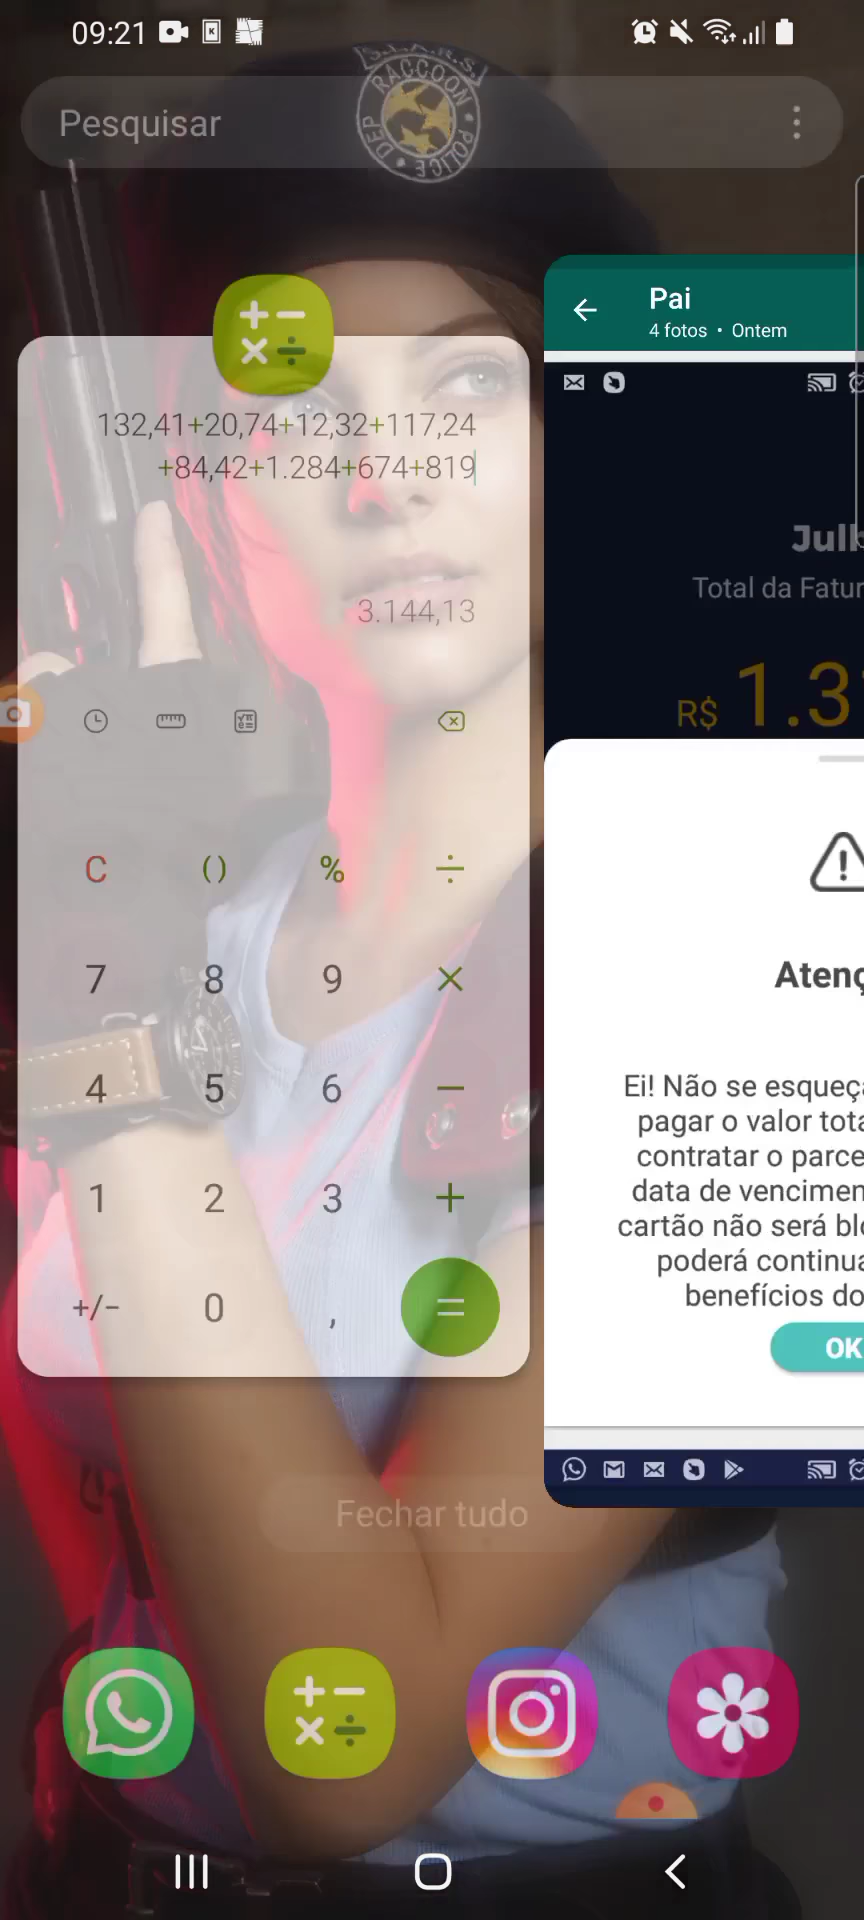 09:21
Pesquisar
S.T.A.R.S.
RACCOON
POLICE
DEP
132,41+20,74+12,32+117,24
+84,42+1.284+674+819
3.144,13
C
()
%
÷
7
8
9
×
4
5
6
−
1
2
3
+
+/−
0
,
=
Pai
4 fotos • Ontem
Total da Fatur
R$ 1.3
Atenç
Ei! Não se esqueça
pagar o valor tota
contratar o parce
data de vencimen
cartão não será blo
poderá continua
benefícios do
OK
Fechar tudo